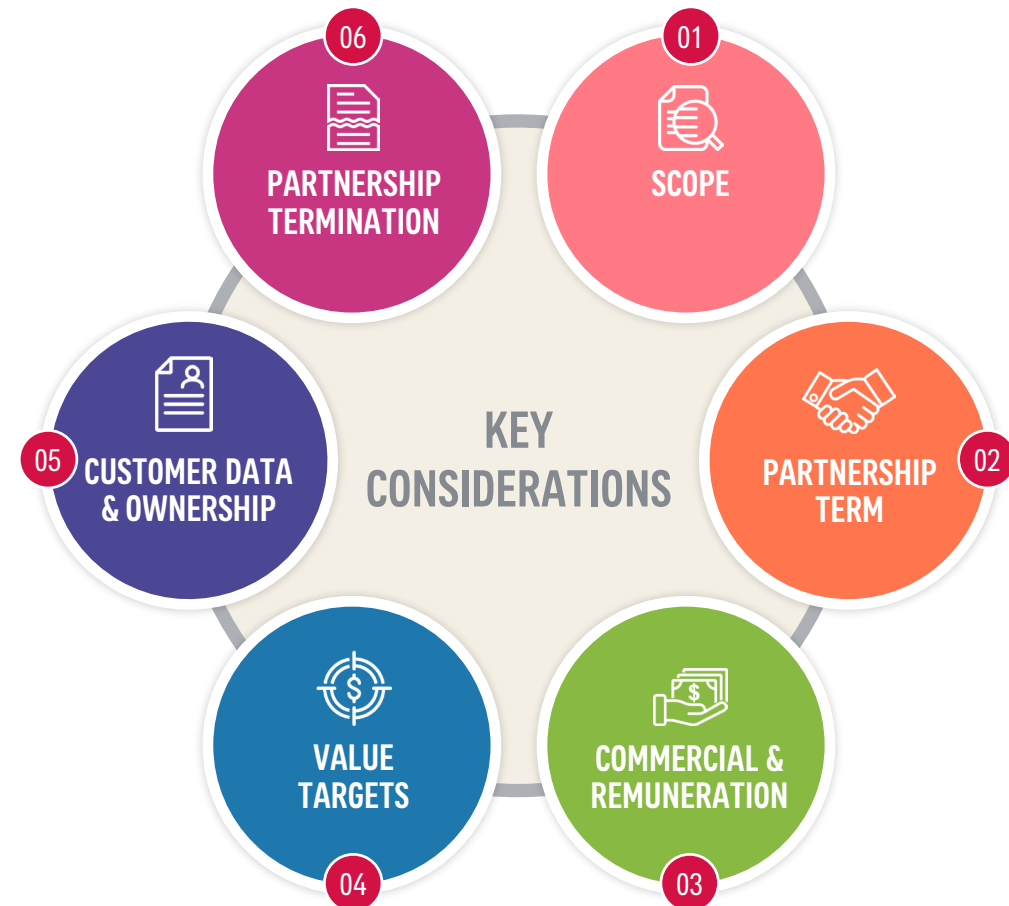 06
PARTNERSHIP
TERMINATION
01
SCOPE
KEY
CONSIDERATIONS
05
CUSTOMER DATA
& OWNERSHIP
02
PARTNERSHIP
TERM
$
VALUE
TARGETS
04
$
COMMERCIAL &
REMUNERATION
03